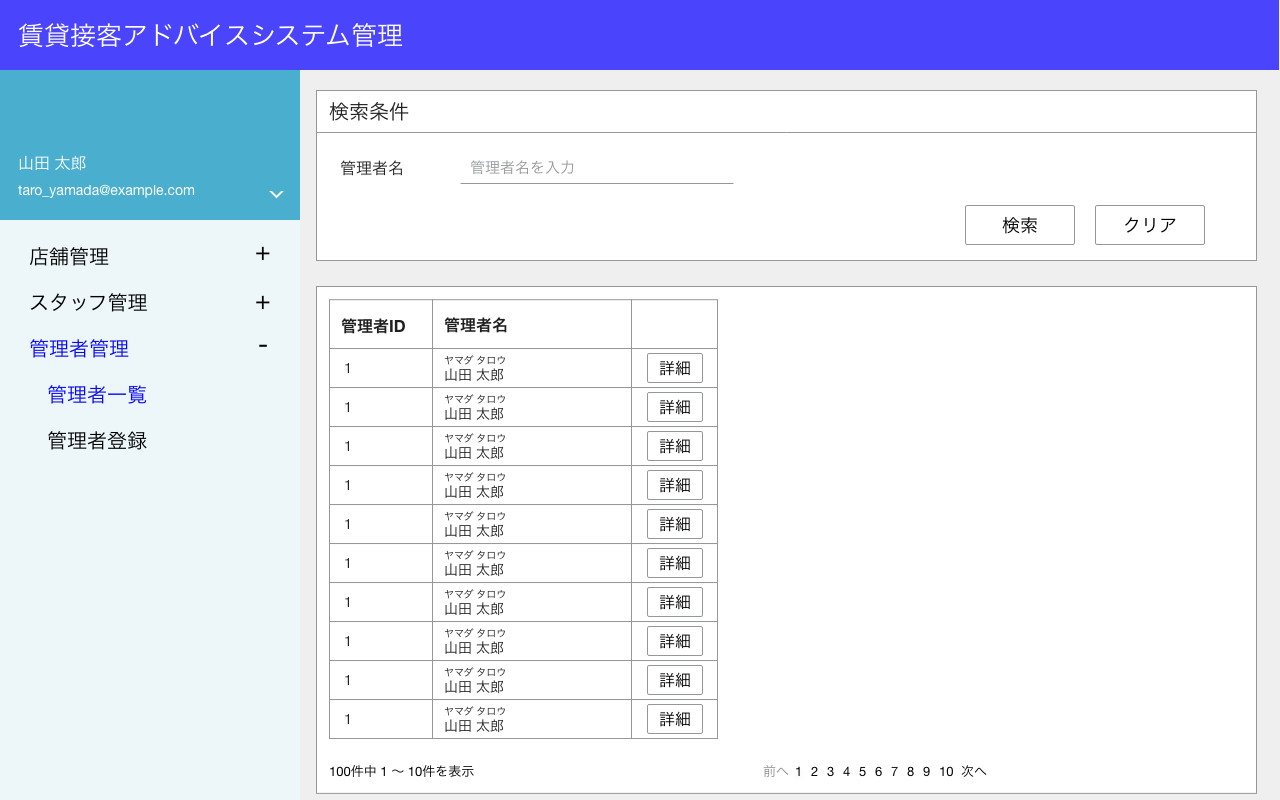 賃貸接客アドバイスシステム管理
山田 太郎
taro_yamada@example.com
店舗管理 +
スタッフ管理 +
管理者管理 -
管理者一覧
管理者登録
検索条件
管理者名 管理者名を入力
検索 クリア
管理者ID 管理者名
ヤマダ タロウ
1 山田 太郎 詳細
ヤマダ タロウ
1 山田 太郎 詳細
ヤマダ タロウ
1 山田 太郎 詳細
ヤマダ タロウ
1 山田 太郎 詳細
ヤマダ タロウ
1 山田 太郎 詳細
ヤマダ タロウ
1 山田 太郎 詳細
ヤマダ タロウ
1 山田 太郎 詳細
ヤマダ タロウ
1 山田 太郎 詳細
ヤマダ タロウ
1 山田 太郎 詳細
ヤマダ タロウ
1 山田 太郎 詳細
100件中 1 〜 10件を表示 前へ 1 2 3 4 5 6 7 8 9 10 次へ